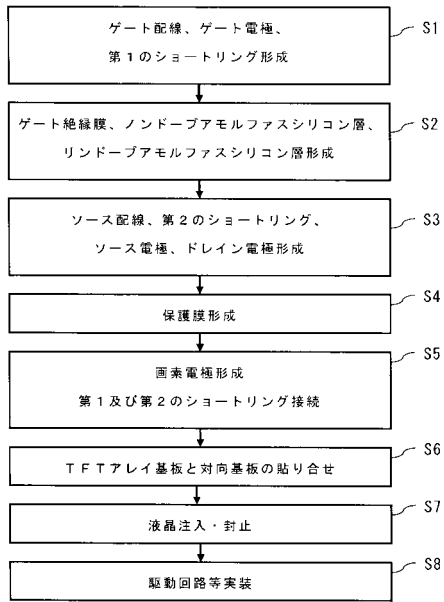 ゲート配線、ゲート電極、
第1のショートリング形成
S1
ゲート絶縁膜、ノンドープアモルファスシリコン層、
リンドープアモルファスシリコン層形成
S2
ソース配線、第2のショートリング、
ソース電極、ドレイン電極形成
S3
保護膜形成
S4
画素電極形成
第1及び第2のショートリング接続
S5
TFTアレイ基板と対向基板の貼り合せ
S6
液晶注入・封止
S7
駆動回路等実装
S8